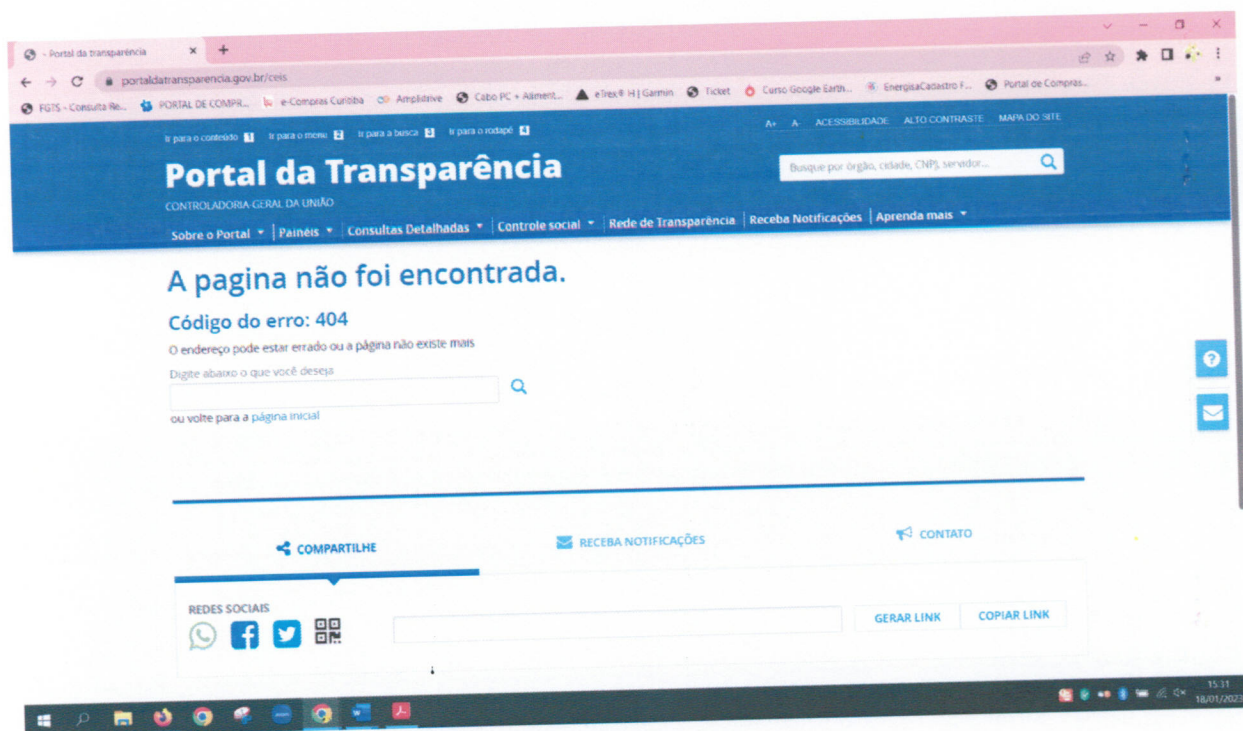 - Portal da transparência
portaldatransparencia.gov.br/ceis
FGTS - Consulta Re... PORTAL DE COMPR... e-Compras Curitiba Amplidrive Cabo PC + Aliment... eTrex® H | Garmin Ticket Curso Google Earth... EnergisaCadastro F... Portal de Compras...
Ir para o conteúdo 1 Ir para o menu 2 Ir para a busca 3 Ir para o rodapé 4 A+ A- ACESSIBILIDADE ALTO CONTRASTE MAPA DO SITE
Portal da Transparência
Busque por órgão, cidade, CNPJ, servidor...
CONTROLADORIA-GERAL DA UNIÃO
Sobre o Portal Painéis Consultas Detalhadas Controle social Rede de Transparência Receba Notificações Aprenda mais
A pagina não foi encontrada.
Código do erro: 404
O endereço pode estar errado ou a página não existe mais
Digite abaixo o que você deseja
ou volte para a página inicial
COMPARTILHE RECEBA NOTIFICAÇÕES CONTATO
REDES SOCIAIS
GERAR LINK COPIAR LINK
15:31
18/01/2023